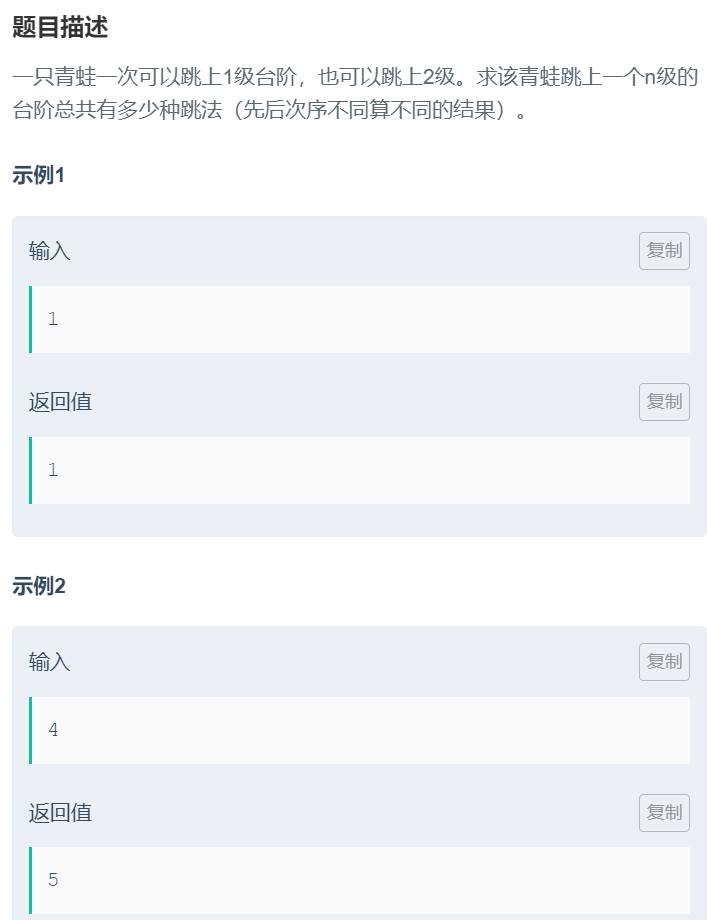 题目描述
一只青蛙一次可以跳上1级台阶，也可以跳上2级。求该青蛙跳上一个n级的
台阶总共有多少种跳法（先后次序不同算不同的结果）。
示例1
输入
复制
1
返回值
复制
1
示例2
输入
复制
4
返回值
复制
5